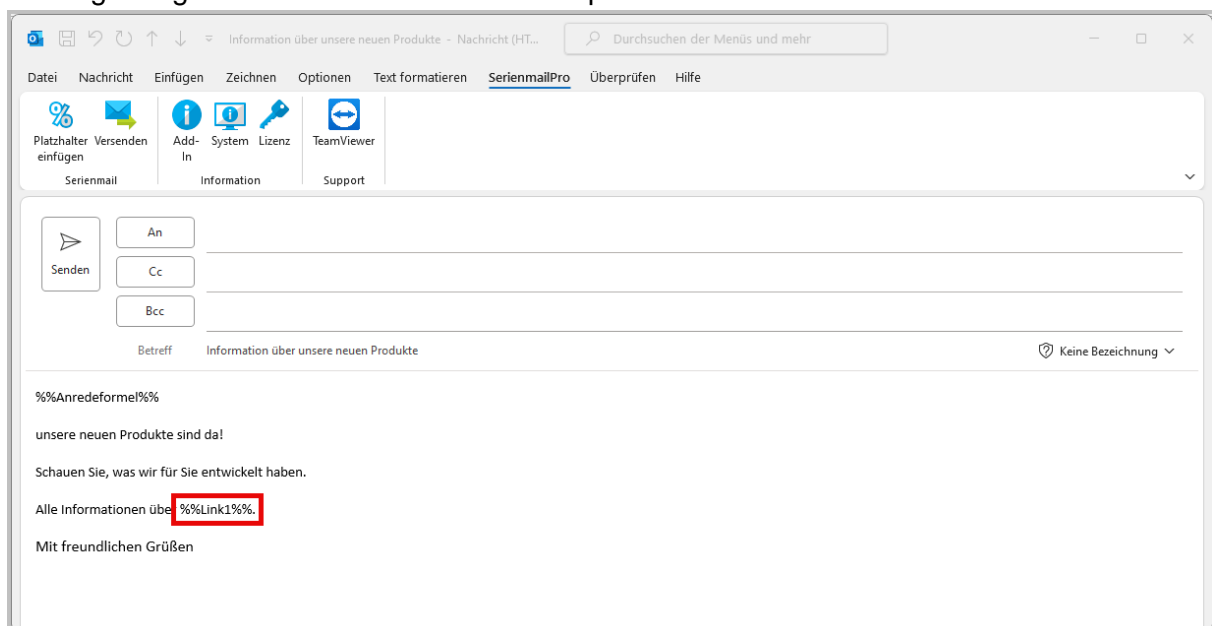 Information über unsere neuen Produkte - Nachricht (HT...
Durchsuchen der Menüs und mehr
Datei Nachricht Einfügen Zeichnen Optionen Text formatieren SerienmailPro Überprüfen Hilfe
Platzhalter einfügen
Versenden
Add-In
System
Lizenz
TeamViewer
Serienmail
Information
Support
Senden
An
Cc
Bcc
Betreff Information über unsere neuen Produkte
Keine Bezeichnung
%%Anredeformel%%
unsere neuen Produkte sind da!
Schauen Sie, was wir für Sie entwickelt haben.
Alle Informationen übe %%Link1%%.
Mit freundlichen Grüßen